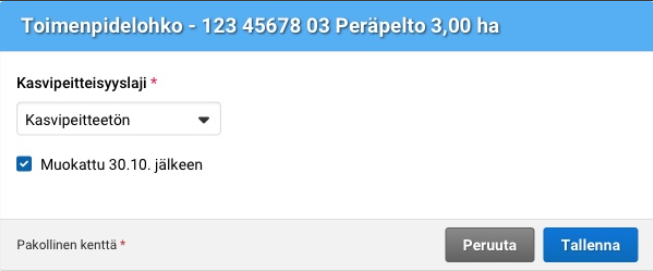 Toimenpidelohko - 123 45678 03 Peräpelto 3,00 ha
Kasvipeitteisyyslaji *
Kasvipeitteetön
Muokattu 30.10. jälkeen
Pakollinen kenttä *
Peruuta
Tallenna